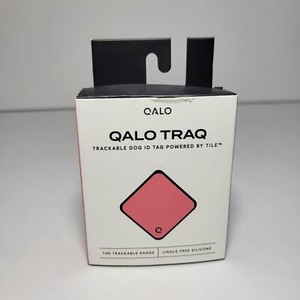 QALO
QALO TRAQ
TRACKABLE DOG ID TAG POWERED BY TILE™
THE TRACKABLE RANGE
JINGLE FREE SILICONE